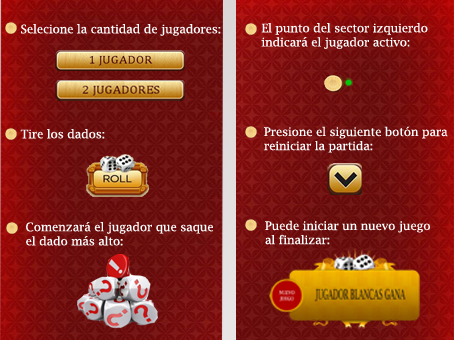 Selecione la cantidad de jugadores:
1 JUGADOR
2 JUGADORES
Tire los dados:
ROLL
Comenzará el jugador que saque
el dado más alto:
El punto del sector izquierdo
indicará el jugador activo:
Presione el siguiente botón para
reiniciar la partida:
Puede iniciar un nuevo juego
al finalizar:
NUEVO
JUEGO
JUGADOR BLANCAS GANA